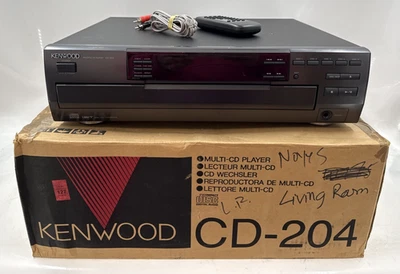 KENWOOD
MULTI-CD PLAYER
LECTEUR MULTI-CD
CD WECHSLER
REPRODUCTORA DE MULTI-CD
LETTORE MULTI-CD
L.R.
Living Room
KENWOOD
CD-204